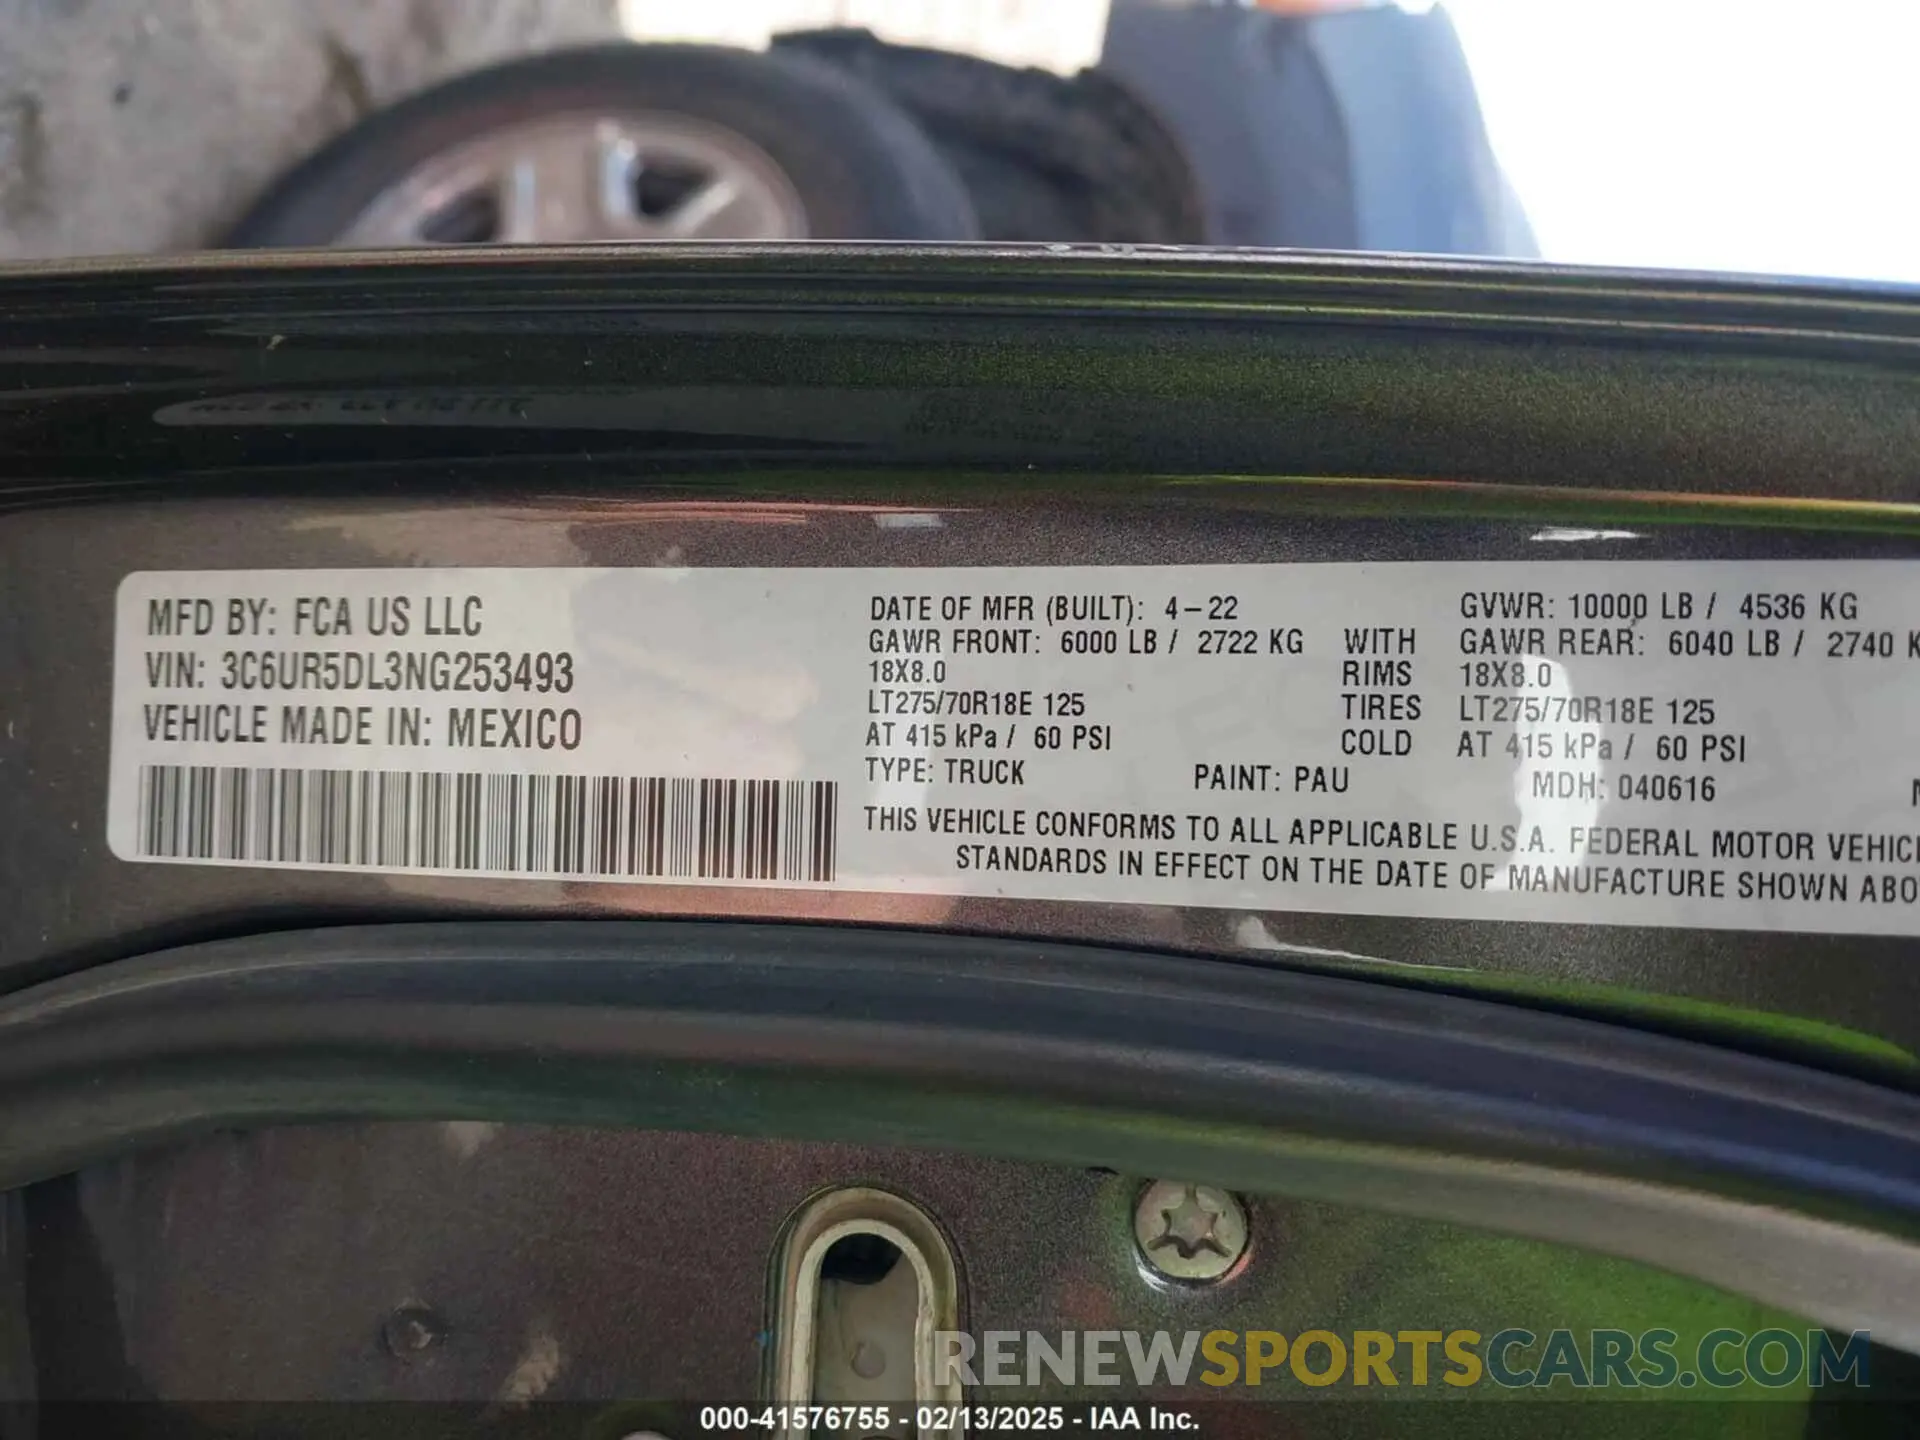 MFD BY: FCA US LLC
VIN: 3C6UR5DL3NG253493
VEHICLE MADE IN: MEXICO
DATE OF MFR (BUILT): 4-22 GVWR: 10000 LB / 4536 KG
GAWR FRONT: 6000 LB / 2722 KG WITH GAWR REAR: 6040 LB / 2740 K
18X8.0 RIMS 18X8.0
LT275/70R18E 125 TIRES LT275/70R18E 125
AT 415 kPa / 60 PSI COLD AT 415 kPa / 60 PSI
TYPE: TRUCK PAINT: PAU MDH: 040616
THIS VEHICLE CONFORMS TO ALL APPLICABLE U.S.A. FEDERAL MOTOR VEHICL
STANDARDS IN EFFECT ON THE DATE OF MANUFACTURE SHOWN ABO
RENEWSPORTSCARS.COM
000-41576755 - 02/13/2025 - IAA Inc.